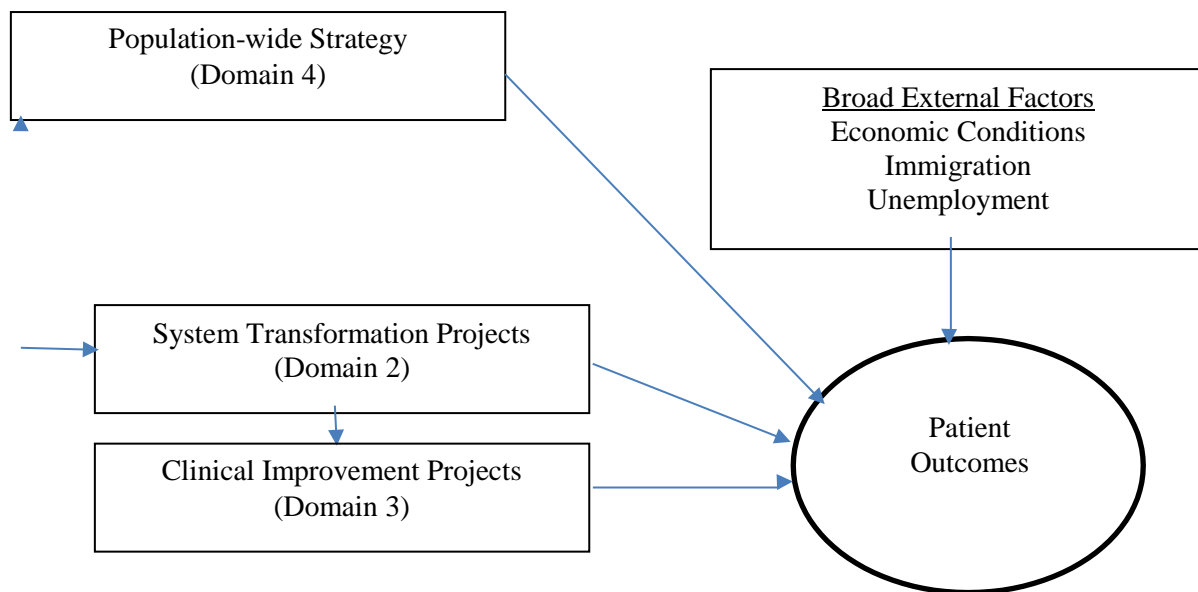 Population-wide Strategy
(Domain 4)
Broad External Factors
Economic Conditions
Immigration
Unemployment
System Transformation Projects
(Domain 2)
Clinical Improvement Projects
(Domain 3)
Patient
Outcomes